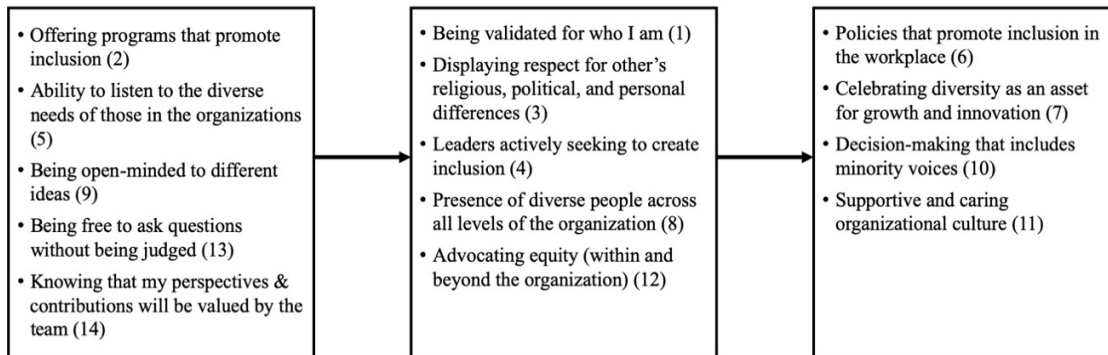 • Offering programs that promote
inclusion (2)
• Ability to listen to the diverse
needs of those in the organizations
(5)
• Being open-minded to different
ideas (9)
• Being free to ask questions
without being judged (13)
• Knowing that my perspectives &
contributions will be valued by the
team (14)
• Being validated for who I am (1)
• Displaying respect for other's
religious, political, and personal
differences (3)
• Leaders actively seeking to create
inclusion (4)
• Presence of diverse people across
all levels of the organization (8)
• Advocating equity (within and
beyond the organization) (12)
• Policies that promote inclusion in
the workplace (6)
• Celebrating diversity as an asset
for growth and innovation (7)
• Decision-making that includes
minority voices (10)
• Supportive and caring
organizational culture (11)